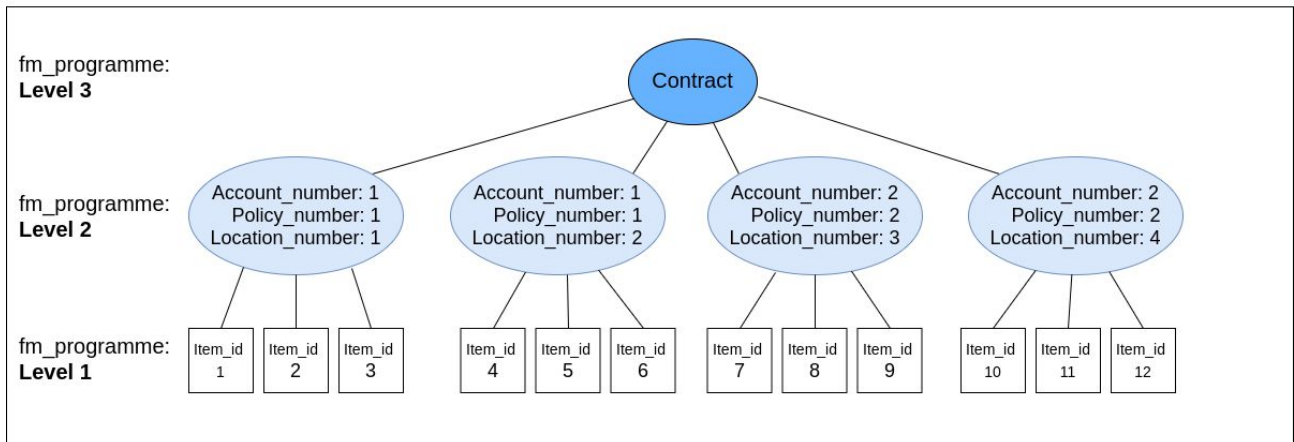 fm_programme:
Level 3
Contract
fm_programme:
Level 2
Account_number: 1
Policy_number: 1
Location_number: 1
Account_number: 1
Policy_number: 1
Location_number: 2
Account_number: 2
Policy_number: 2
Location_number: 3
Account_number: 2
Policy_number: 2
Location_number: 4
fm_programme:
Level 1
Item_id
1
Item_id
2
Item_id
3
Item_id
4
Item_id
5
Item_id
6
Item_id
7
Item_id
8
Item_id
9
Item_id
10
Item_id
11
Item_id
12